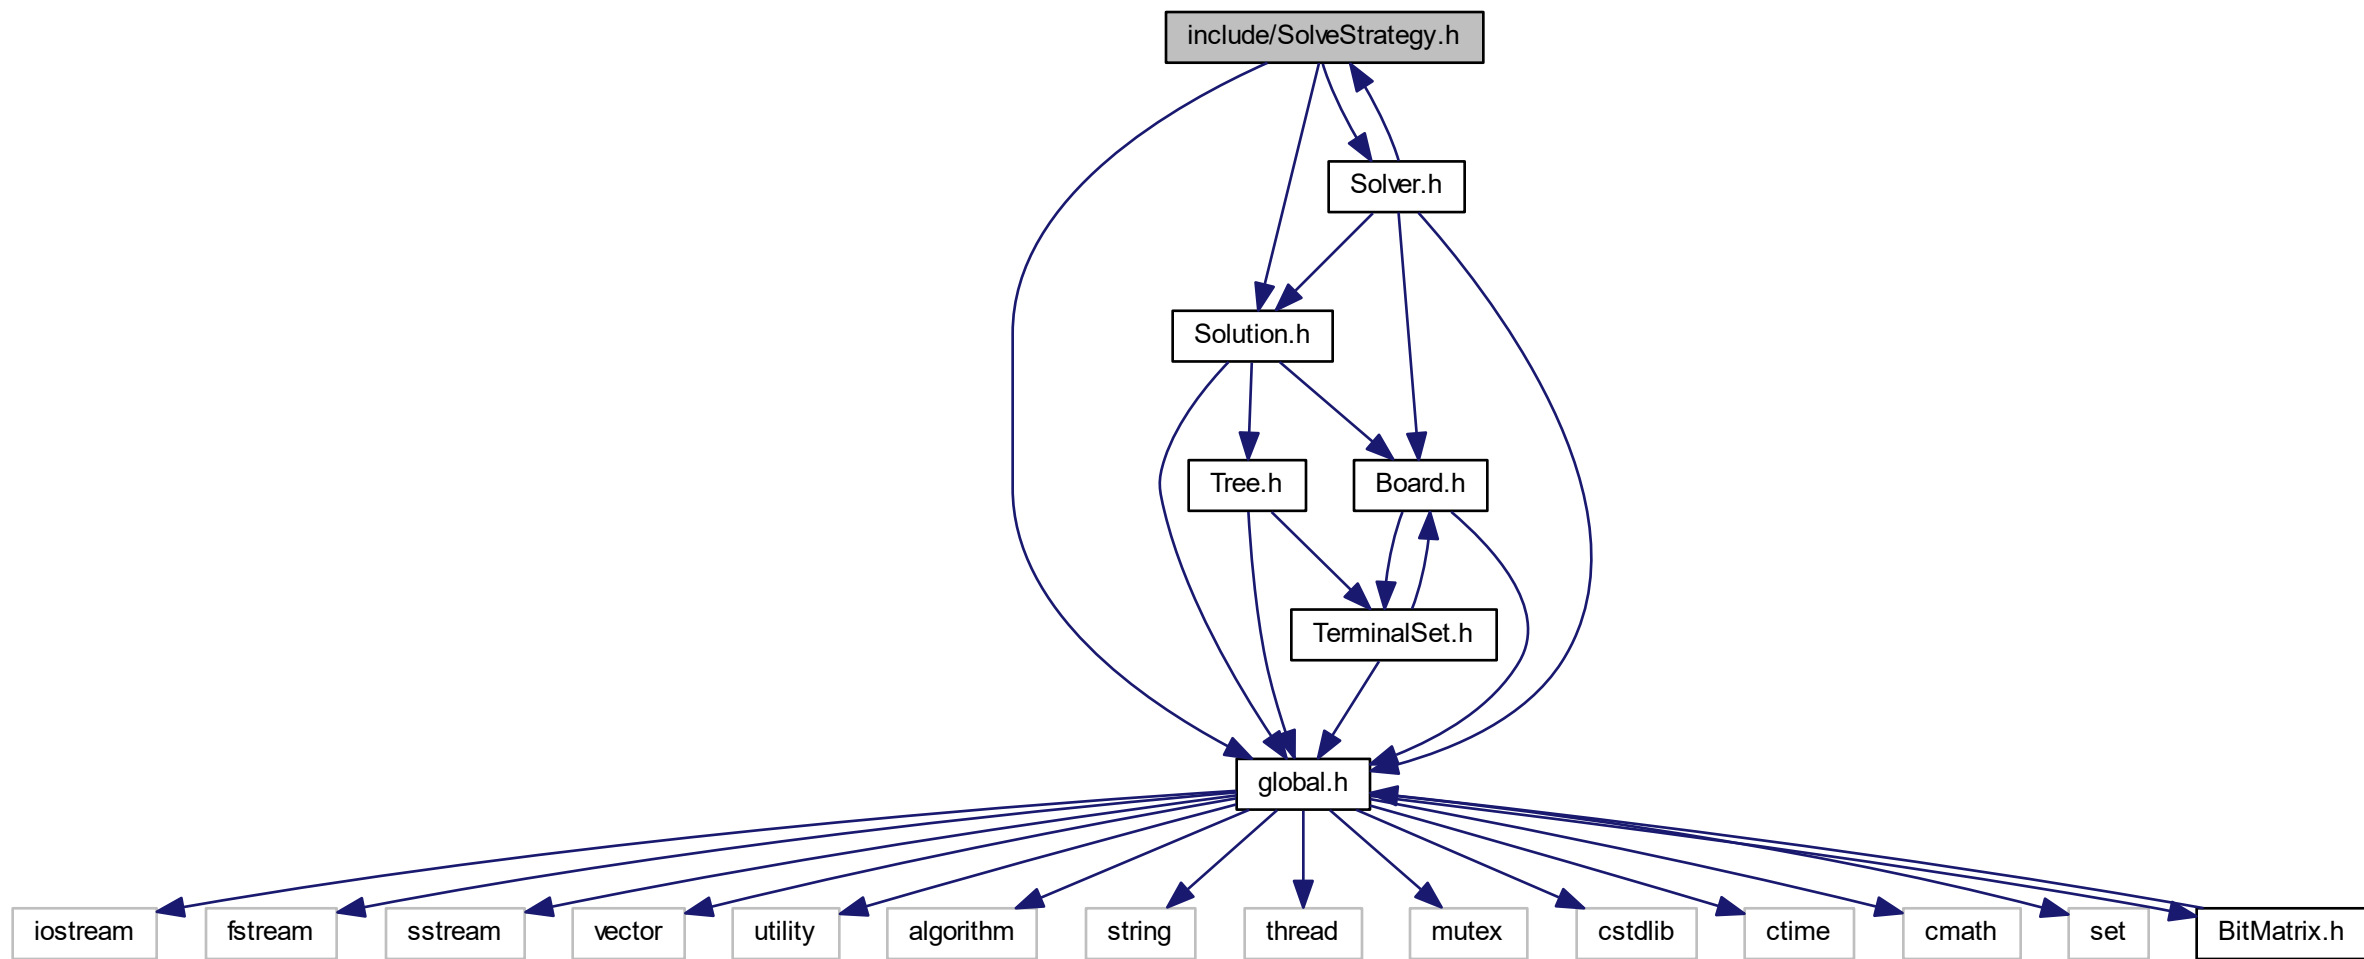 include/SolveStrategy.h
Solver.h
Solution.h
Tree.h
Board.h
TerminalSet.h
global.h
iostream
fstream
sstream
vector
utility
algorithm
string
thread
mutex
cstdlib
ctime
cmath
set
BitMatrix.h